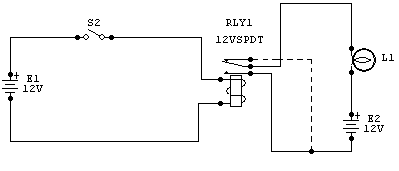 S2
RLY1
12VSPDT
L1
+
E1
12V
+
E2
12V